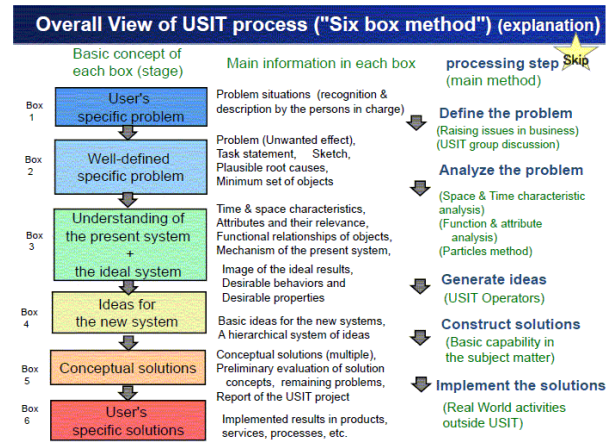 Overall View of USIT process ("Six box method") (explanation)
Skip
Basic concept of
each box (stage)
Main information in each box
processing step
(main method)
Box
1
User's
specific problem
Problem situations (recognition &
description by the persons in charge)
Define the problem
(Raising issues in business)
(USIT group discussion)
Box
2
Well-defined
specific problem
Problem (Unwanted effect),
Task statement, Sketch,
Plausible root causes,
Minimum set of objects
Analyze the problem
(Space & Time characteristic
analysis)
(Function & attribute
analysis)
(Particles method)
Box
3
Understanding of
the present system
+
the ideal system
Time & space characteristics,
Attributes and their relevance,
Functional relationships of objects,
Mechanism of the present system,
Image of the ideal results,
Desirable behaviors and
Desirable properties
Generate ideas
(USIT Operators)
Box
4
Ideas for
the new system
Basic ideas for the new systems,
A hierarchical system of ideas
Construct solutions
(Basic capability in
the subject matter)
Box
5
Conceptual solutions
Conceptual solutions (multiple),
Preliminary evaluation of solution
concepts, remaining problems,
Report of the USIT project
Implement the solutions
(Real World activities
outside USIT)
Box
6
User's
specific solutions
Implemented results in products,
services, processes, etc.